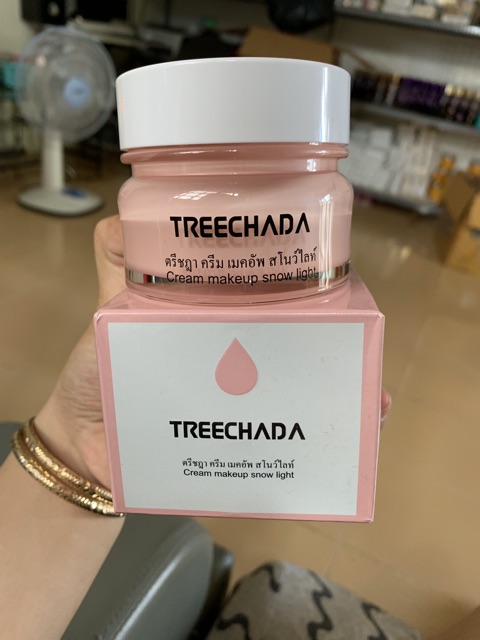 TREECHADA
ตรีชฎา ครีม เมคอัพ สโนว์ไลท์
Cream makeup snow light
TREECHADA
ตรีชฎา ครีม เมคอัพ สโนว์ไลท์
Cream makeup snow light